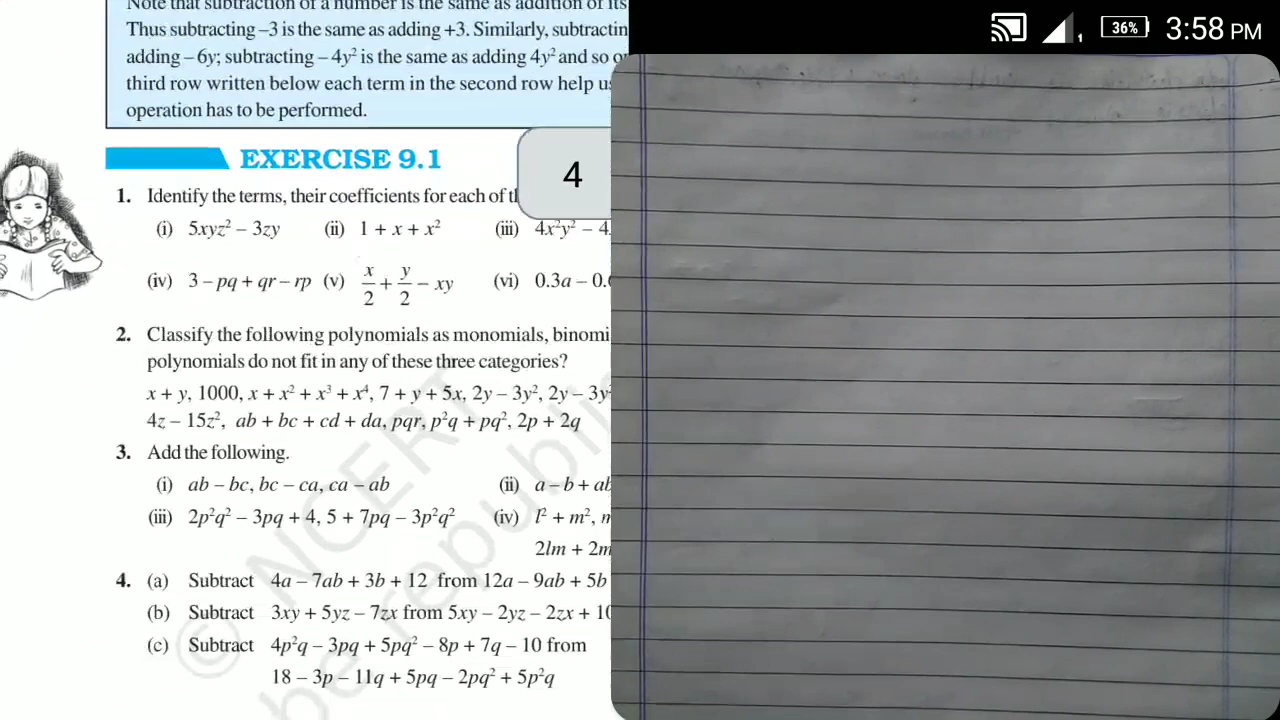 Note that subtraction of a number is the same as addition of its
Thus subtracting –3 is the same as adding +3. Similarly, subtractin
adding – 6y; subtracting – 4y² is the same as adding 4y² and so o
third row written below each term in the second row help u
operation has to be performed.
EXERCISE 9.1
1. Identify the terms, their coefficients for each of
(i) 5xyz² – 3zy (ii) 1 + x + x² (iii) 4x²y² – 4
(iv) 3 – pq + qr – rp (v) x/2 + y/2 – xy (vi) 0.3a – 0.
2. Classify the following polynomials as monomials, binomi
polynomials do not fit in any of these three categories?
x + y, 1000, x + x² + x³ + x⁴, 7 + y + 5x, 2y – 3y², 2y – 3y
4z – 15z², ab + bc + cd + da, pqr, p²q + pq², 2p + 2q
3. Add the following.
(i) ab – bc, bc – ca, ca – ab (ii) a – b + ab
(iii) 2p²q² – 3pq + 4, 5 + 7pq – 3p²q² (iv) l² + m²,
2lm + 2m
4. (a) Subtract 4a – 7ab + 3b + 12 from 12a – 9ab + 5b
(b) Subtract 3xy + 5yz – 7zx from 5xy – 2yz – 2zx + 10
(c) Subtract 4p²q – 3pq + 5pq² – 8p + 7q – 10 from
18 – 3p – 11q + 5pq – 2pq² + 5p²q
© NCERT
be republi
4
36% 3:58 PM